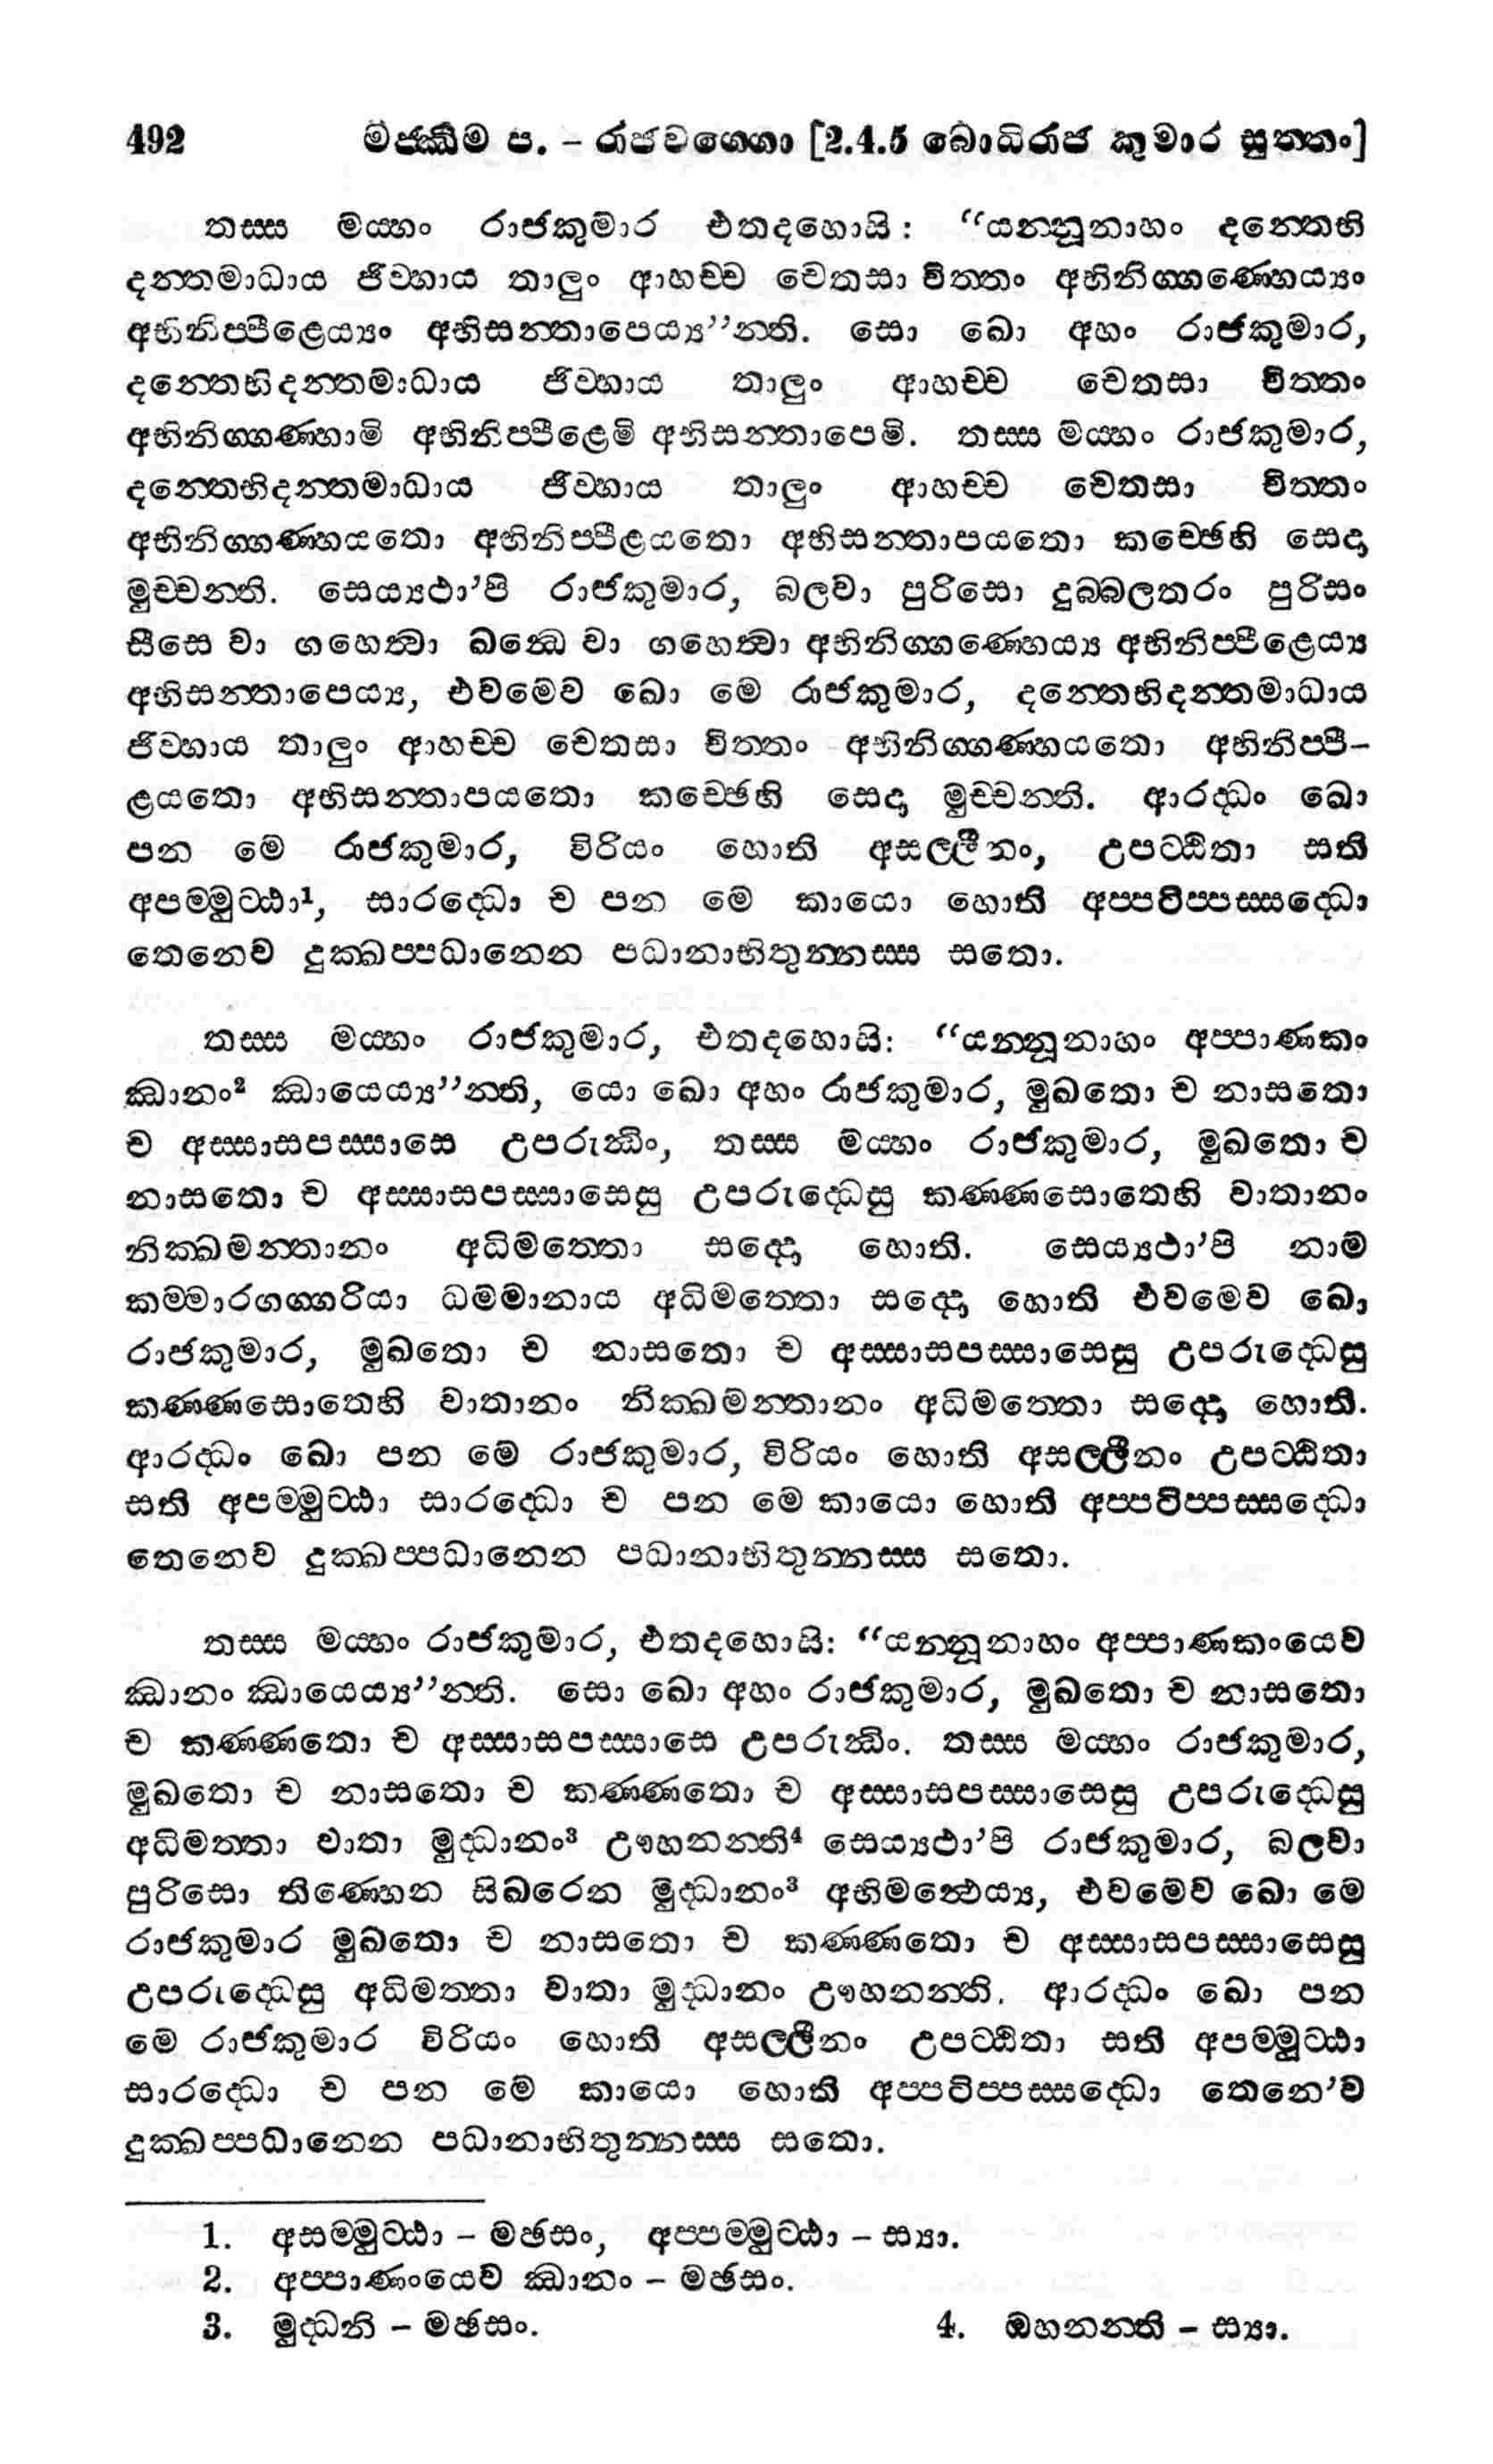 492 මජ්ඣිම ප. – රාජවග්ගො [2.4.5 බොධිරාජ කුමාර සුත්තං]
තස්ස මය්හං රාජකුමාර එතදහොසි : “යන්නූනාහං දන්තෙභි
දන්තමාධාය ජිව්හාය තාලුං ආහච්ච චෙතසා චිත්තං අභිනිග්ගණ්හෙය්‍යං
අභිනිප්පීළෙය්‍යං අභිසන්තාපෙය්‍ය”න්ති. සො ඛො අහං රාජකුමාර,
දන්තෙභිදන්තමාධාය ජිව්හාය තාලුං ආහච්ච චෙතසා චිත්තං
අභිනිග්ගණ්හාමි අභිනිප්පීළෙමි අභිසන්තාපෙමි. තස්ස මය්හං රාජකුමාර,
දන්තෙභිදන්තමාධාය ජිව්හාය තාලුං ආහච්ච චෙතසා චිත්තං
අභිනිග්ගණ්හයතො අභිනිප්පීළයතො අභිසන්තාපයතො කච්ඡෙහි සෙදා
මුච්චන්ති. සෙය්‍යථා’පි රාජකුමාර, බලවා පුරිසො දුබ්බලතරං පුරිසං
සීසෙ වා ගහෙත්‍වා ඛන්ධෙ වා ගහෙත්‍වා අභිනිග්ගණ්හෙය්‍ය අභිනිප්පීළෙය්‍ය
අභිසන්තාපෙය්‍ය, එවමෙව ඛො මෙ රාජකුමාර, දන්තෙභිදන්තමාධාය
ජිව්හාය තාලුං ආහච්ච චෙතසා චිත්තං අභිනිග්ගණ්හයතො අභිනිප්පී–
ළයතො අභිසන්තාපයතො කච්ඡෙහි සෙදා මුච්චන්ති. ආරද්ධං ඛො
පන මෙ රාජකුමාර, විරියං හොති අසල්ලීනං, උපට්ඨිතා සති
අපම්මුට්ඨා¹, සාරද්ධො ච පන මෙ කායො හොති අප්පටිප්පස්සද්ධො
තෙනෙව දුක්ඛප්පධානෙන පධානාභිතුන්නස්ස සතො.
තස්ස මය්හං රාජකුමාර, එතදහොසි: “යන්නූනාහං අප්පාණකං
ඣානං² ඣායෙය්‍ය”න්ති, යො ඛො අහං රාජකුමාර, මුඛතො ච නාසතො
ච අස්සාසපස්සාසෙ උපරුන්ධිං, තස්ස මය්හං රාජකුමාර, මුඛතො ච
නාසතො ච අස්සාසපස්සාසෙසු උපරුද්ධෙසු කණ්ණසොතෙහි වාතානං
නික්ඛමන්තානං අධිමත්තො සද්දො හොති. සෙය්‍යථා’පි නාම
කම්මාරගග්ගරියා ධම්මානාය අධිමත්තො සද්දො හොති එවමෙව ඛො
රාජකුමාර, මුඛතො ච නාසතො ච අස්සාසපස්සාසෙසු උපරුද්ධෙසු
කණ්ණසොතෙහි වාතානං නික්ඛමන්තානං අධිමත්තො සද්දො හොති.
ආරද්ධං ඛො පන මෙ රාජකුමාර, විරියං හොති අසල්ලීනං උපට්ඨිතා
සති අපම්මුට්ඨා සාරද්ධො ච පන මෙ කායො හොති අප්පටිප්පස්සද්ධො
තෙනෙව දුක්ඛප්පධානෙන පධානාභිතුන්නස්ස සතො.
තස්ස මය්හං රාජකුමාර, එතදහොසි: “යන්නූනාහං අප්පාණකංයෙව
ඣානං ඣායෙය්‍ය”න්ති. සො ඛො අහං රාජකුමාර, මුඛතො ච නාසතො
ච කණ්ණතො ච අස්සාසපස්සාසෙ උපරුන්ධිං. තස්ස මය්හං රාජකුමාර,
මුඛතො ච නාසතො ච කණ්ණතො ච අස්සාසපස්සාසෙසු උපරුද්ධෙසු
අධිමත්තා වාතා මුද්ධානං³ ඌහනන්ති⁴ සෙය්‍යථා’පි රාජකුමාර, බලවා
පුරිසො තිණ්හෙන සිඛරෙන මුද්ධානං³ අභිමන්ථෙය්‍ය, එවමෙව ඛො මෙ
රාජකුමාර මුඛතො ච නාසතො ච කණ්ණතො ච අස්සාසපස්සාසෙසු
උපරුද්ධෙසු අධිමත්තා වාතා මුද්ධානං ඌහනන්ති. ආරද්ධං ඛො පන
මෙ රාජකුමාර විරියං හොති අසල්ලීනං උපට්ඨිතා සති අපම්මූට්ඨා
සාරද්ධො ච පන මෙ කායො හොති අප්පටිප්පස්සද්ධො තෙනෙ’ව
දුක්ඛප්පධානෙන පධානාභිතුන්නස්ස සතො.
1. අසම්මුට්ඨා – මඡසං, අප්පම්මුට්ඨා – ස්‍යා.
2. අප්පාණංයෙව ඣානං – මඡසං.
3. මුද්ධනි – මඡසං. 4. ඔහනන්ති – ස්‍යා.